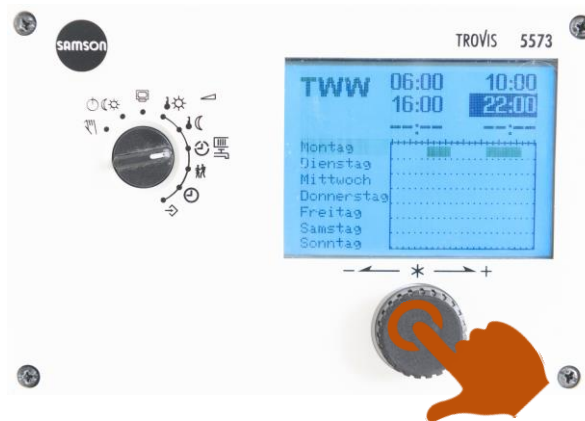 SAMSON
TROVIS 5573
TWW 06:00 10:00
16:00 22:00
--:-- --:--
Montag
Dienstag
Mittwoch
Donnerstag
Freitag
Samstag
Sonntag
- * +